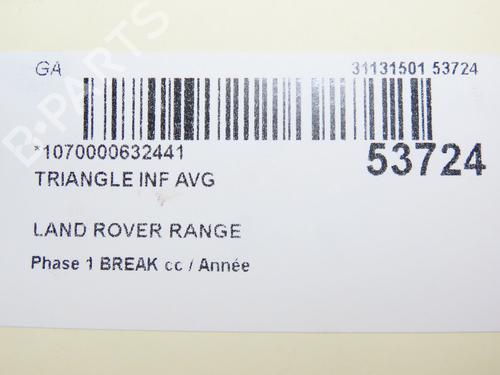 GA
31131501 53724
*1070000632441
53724
TRIANGLE INF AVG
LAND ROVER RANGE
Phase 1 BREAK cc / Année
B-PARTS